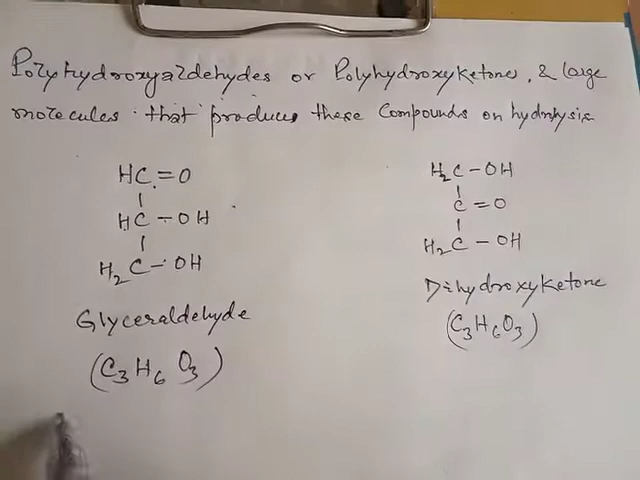 Polyhydroxyaldehydes or Polyhydroxyketones, & large
molecules that produces these compounds on hydrolysis
HC=O
HC-OH
H2C-OH
Glyceraldehyde
(C3H6O3)
H2C-OH
C=O
H2C-OH
Dihydroxyketone
(C3H6O3)